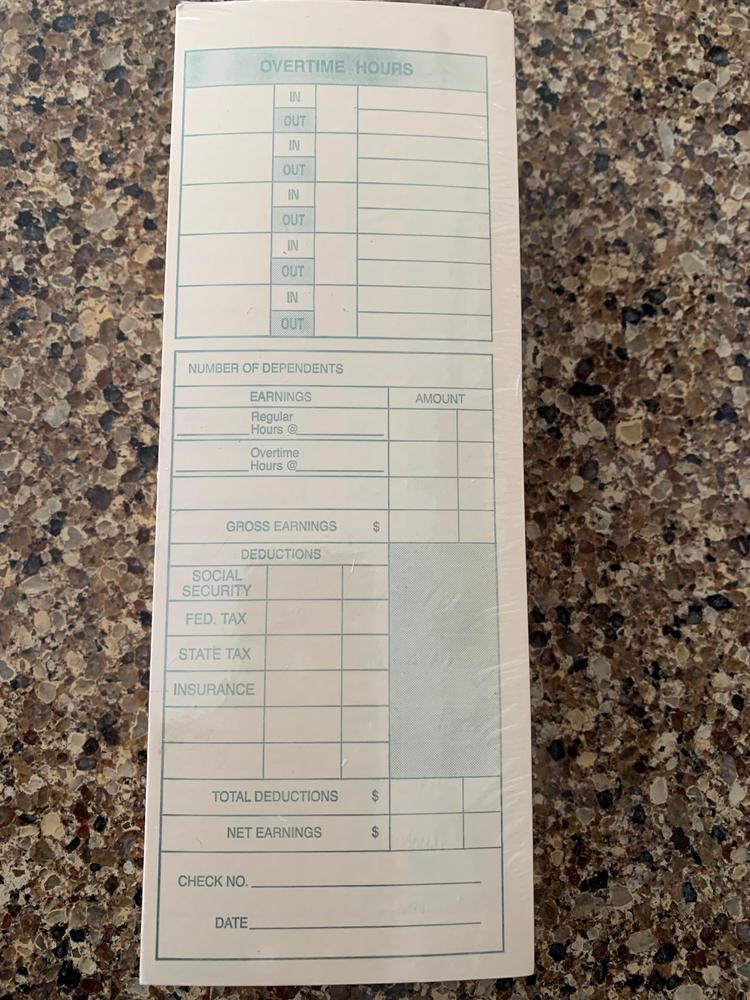 OVERTIME HOURS
IN
OUT
IN
OUT
IN
OUT
IN
OUT
IN
OUT
NUMBER OF DEPENDENTS
EARNINGS AMOUNT
Regular
Hours @
Overtime
Hours @
GROSS EARNINGS $
DEDUCTIONS
SOCIAL
SECURITY
FED. TAX
STATE TAX
INSURANCE
TOTAL DEDUCTIONS $
NET EARNINGS $
CHECK NO.
DATE